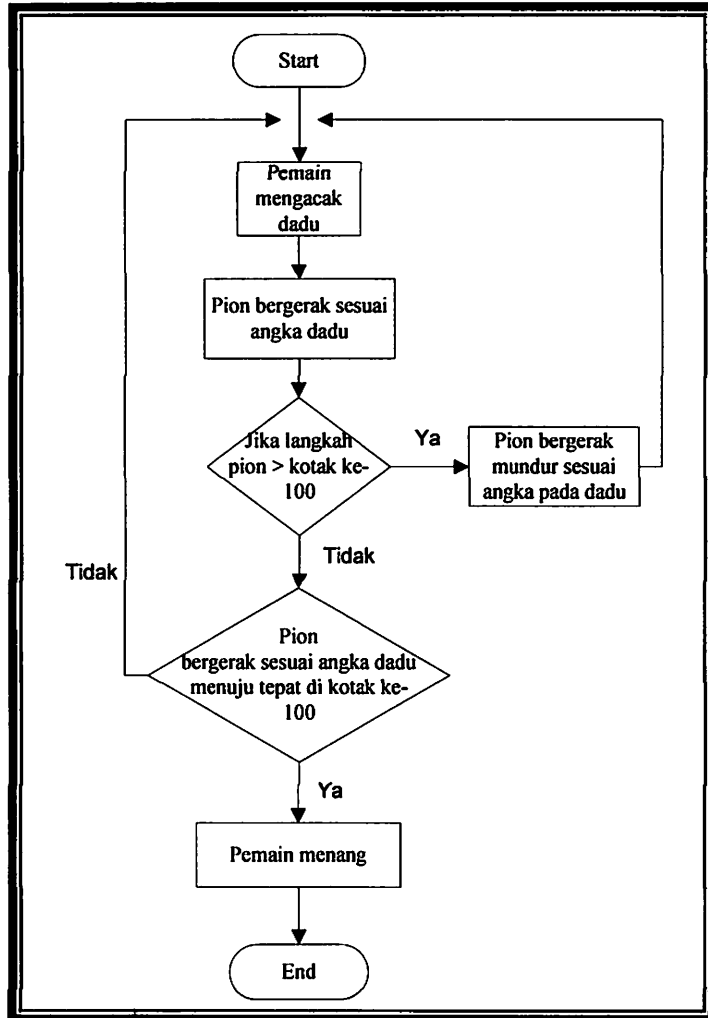 Start
Pemain
mengacak
dadu
Pion bergerak sesuai
angka dadu
Jika langkah
pion > kotak ke-
100
Ya
Pion bergerak
mundur sesuai
angka pada dadu
Tidak
Tidak
Pion
bergerak sesuai angka dadu
menuju tepat di kotak ke-
100
Ya
Pemain menang
End